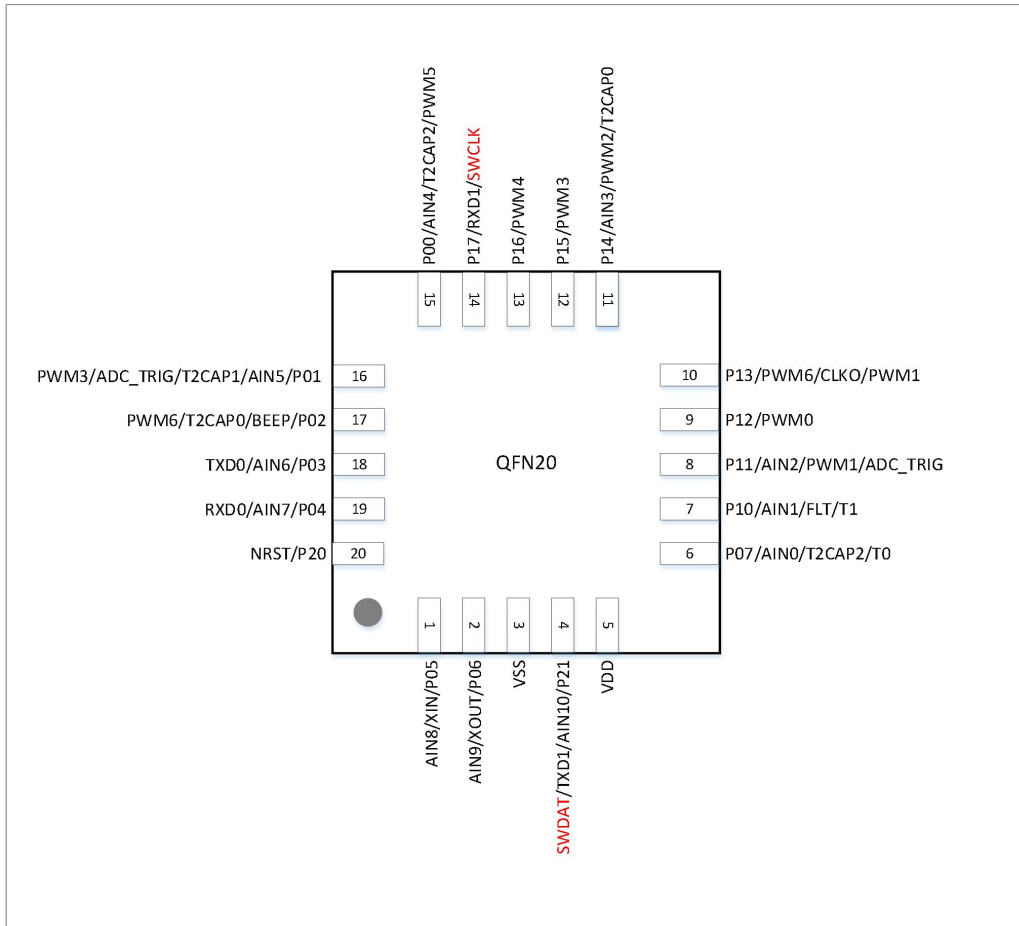 P00/AIN4/T2CAP2/PWM5
P17/RXD1/SWCLK
P16/PWM4
P15/PWM3
P14/AIN3/PWM2/T2CAP0
15
14
13
12
11
PWM3/ADC_TRIG/T2CAP1/AIN5/P01
16
10
P13/PWM6/CLKO/PWM1
PWM6/T2CAP0/BEEP/P02
17
9
P12/PWM0
TXD0/AIN6/P03
18
QFN20
8
P11/AIN2/PWM1/ADC_TRIG
RXD0/AIN7/P04
19
7
P10/AIN1/FLT/T1
NRST/P20
20
6
P07/AIN0/T2CAP2/T0
1
2
3
4
5
AIN8/XIN/P05
AIN9/XOUT/P06
VSS
SWDAT/TXD1/AIN10/P21
VDD